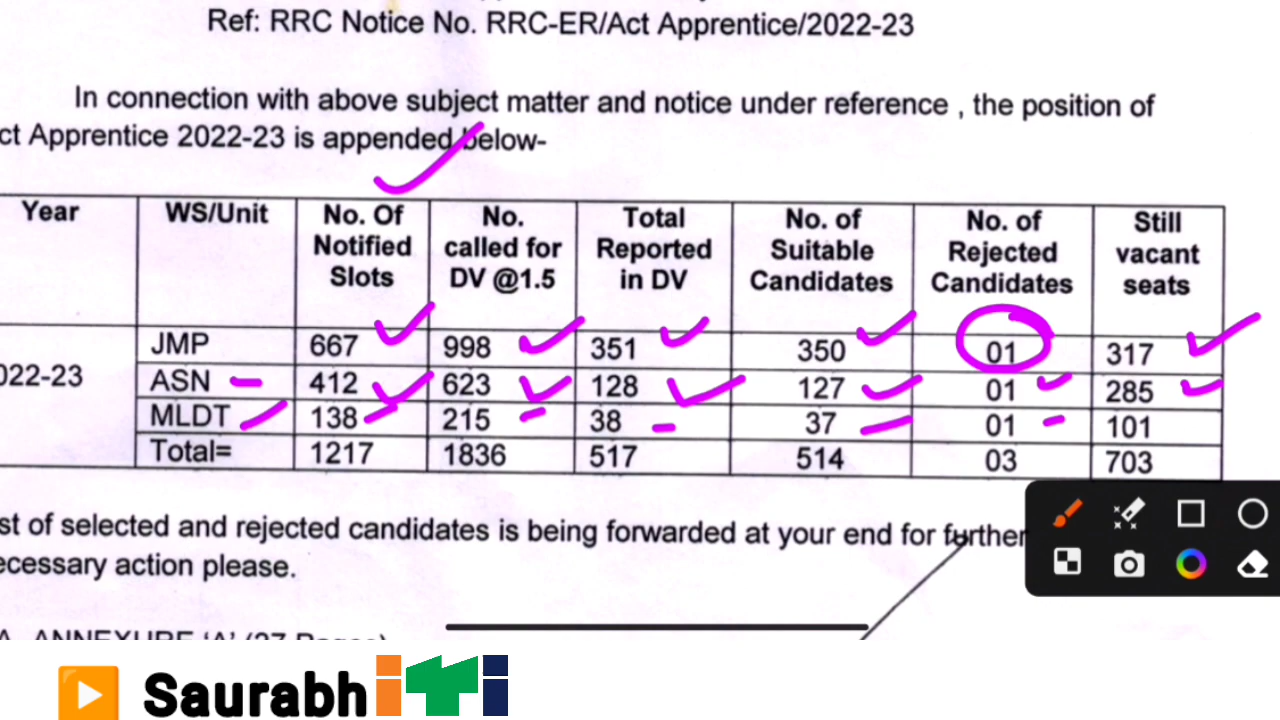 Ref: RRC Notice No. RRC-ER/Act Apprentice/2022-23
In connection with above subject matter and notice under reference , the position of
ct Apprentice 2022-23 is appended below-
Year WS/Unit No. Of Notified Slots No. called for DV @1.5 Total Reported in DV No. of Suitable Candidates No. of Rejected Candidates Still vacant seats
022-23
JMP 667 998 351 350 01 317
ASN 412 623 128 127 01 285
MLDT 138 215 38 37 01 101
Total= 1217 1836 517 514 03 703
st of selected and rejected candidates is being forwarded at your end for further
ecessary action please.
Saurabh iTi